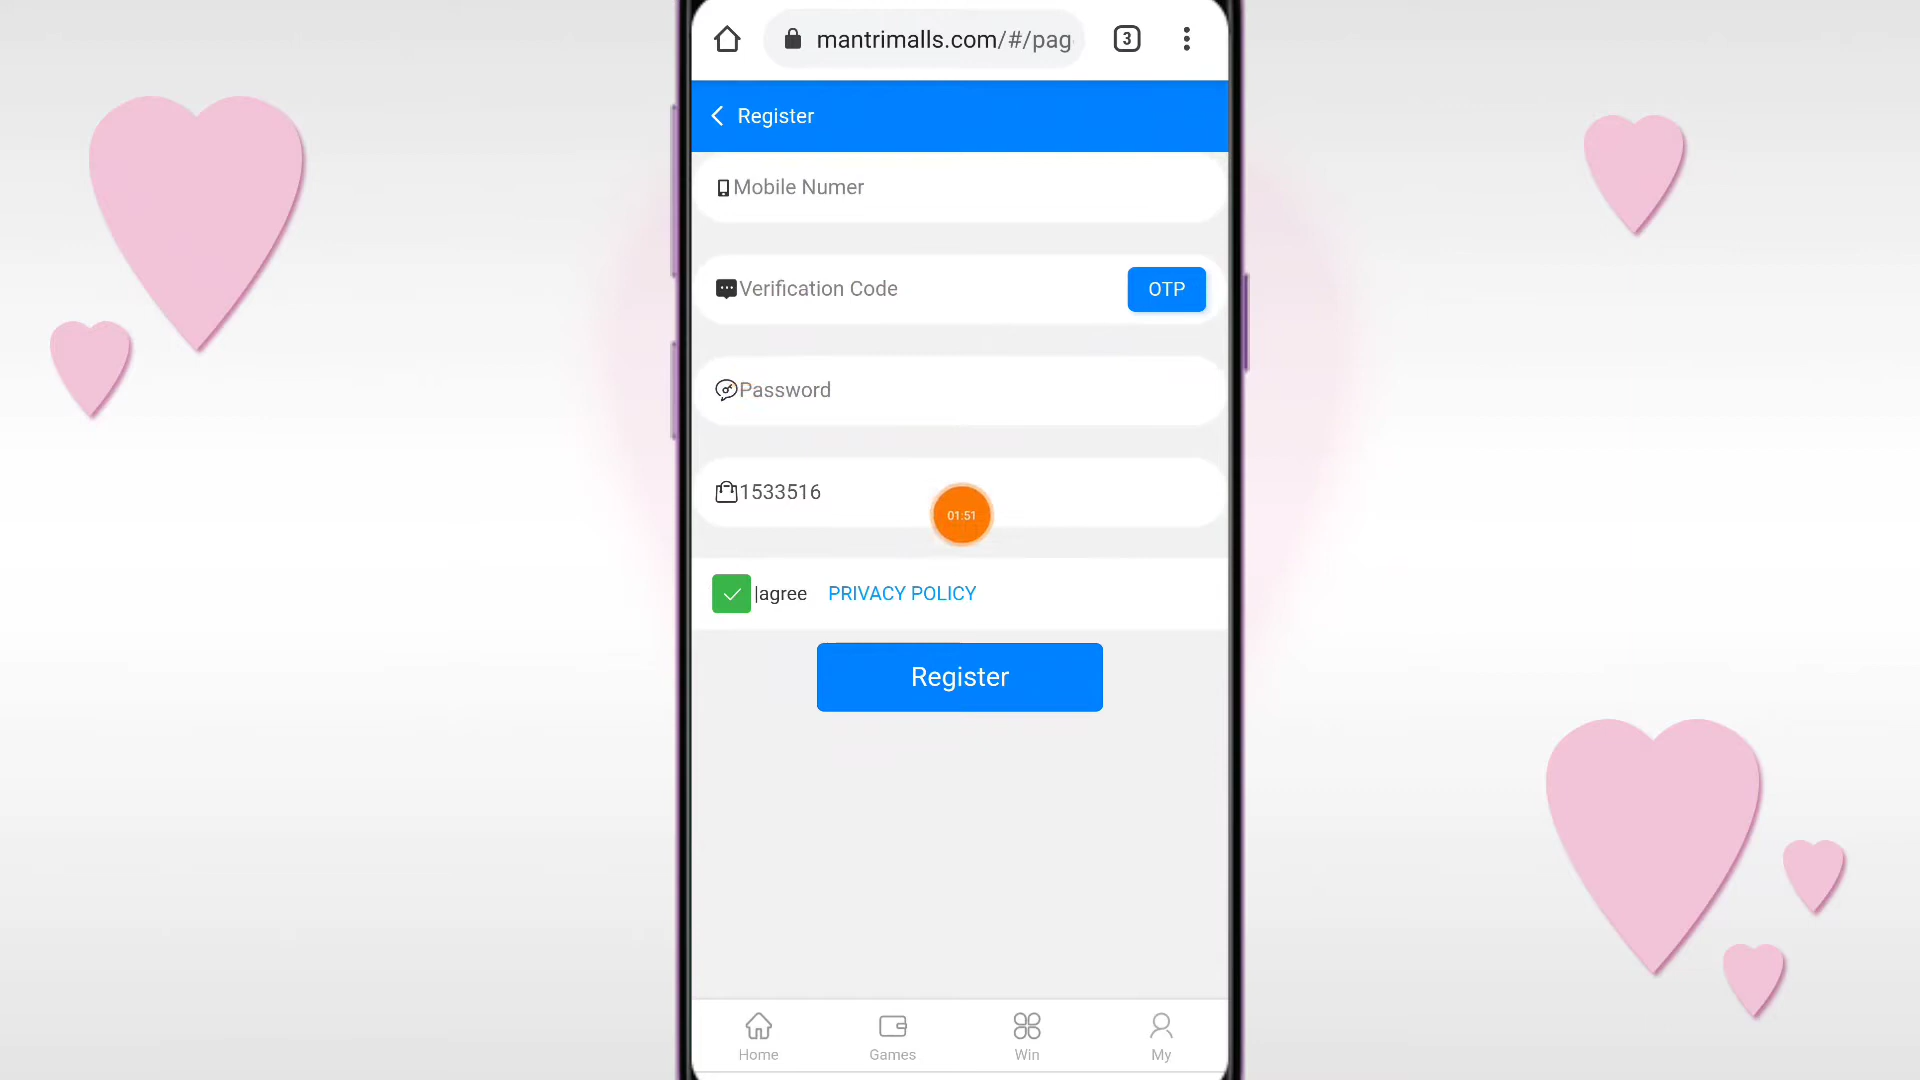 mantrimalls.com/#/pag
3
Register
Mobile Numer
Verification Code
OTP
Password
1533516
01:51
|agree PRIVACY POLICY
Register
Home Games Win My